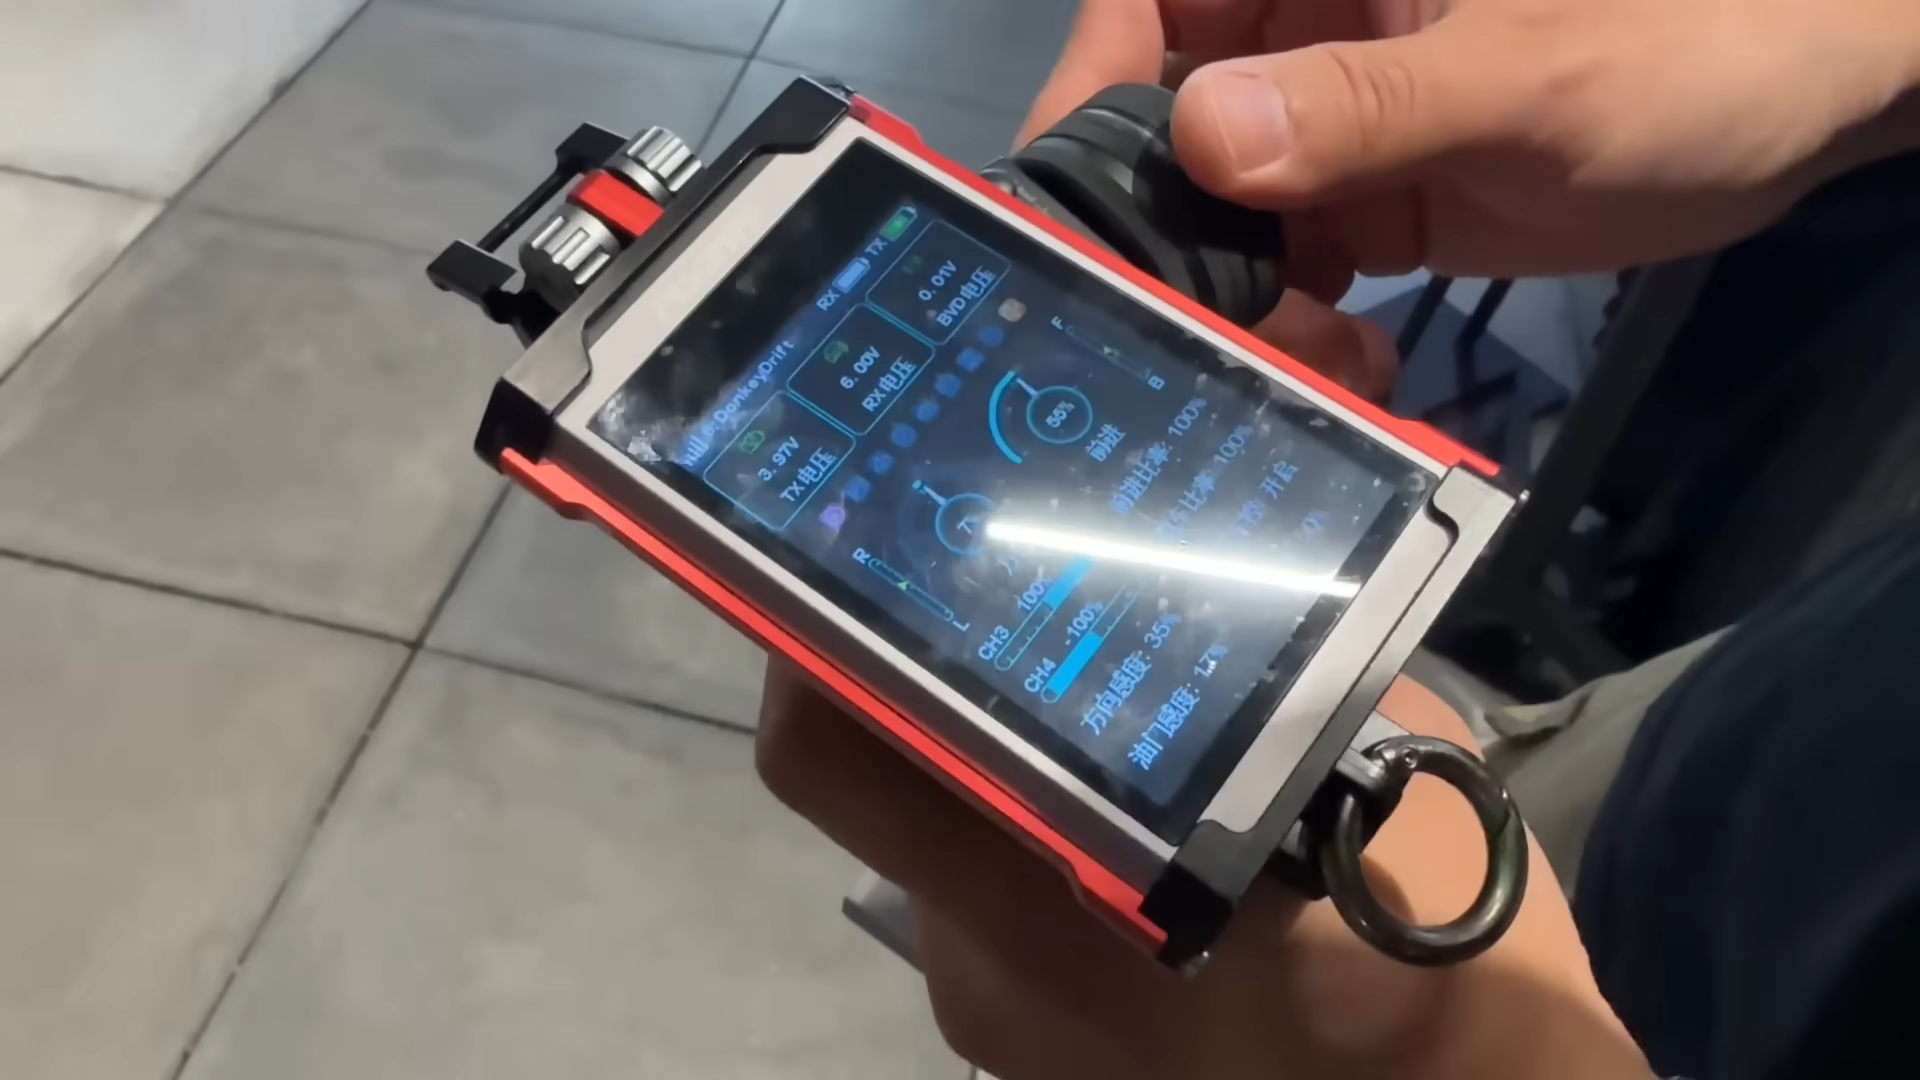 RX TX
DonkeyDrift
3.97V
TX电压
6.00V
RX电压
0.01V
BVD电压
F
B
55%
前进
前进比率: 100%
比率: 100%
开启
R
L
CH3 100%
CH4 -100%
方向感度: 35%
油门感度: 17%